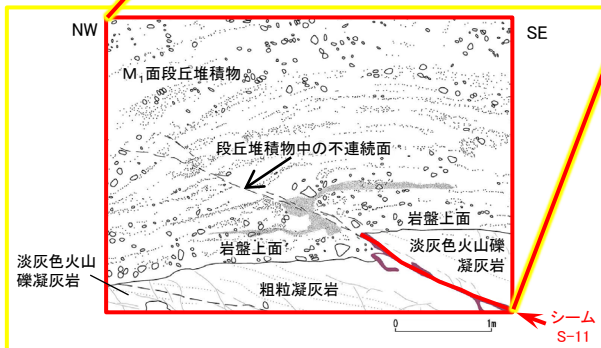 NW
SE
M₁面段丘堆積物
段丘堆積物中の不連続面
岩盤上面
淡灰色火山礫
凝灰岩
岩盤上面
淡灰色火山
礫凝灰岩
粗粒凝灰岩
シーム
S-11
0 1m